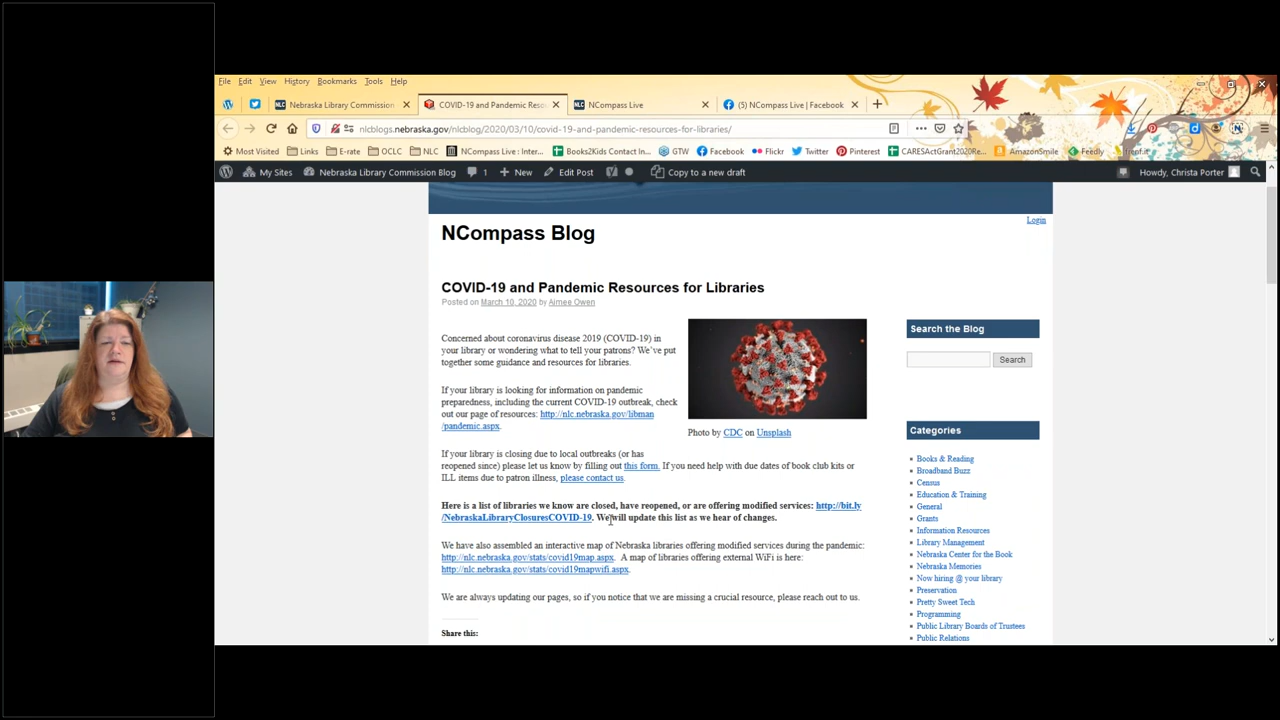 File Edit View History Bookmarks Tools Help
Nebraska Library Commission
COVID-19 and Pandemic Reso
NCompass Live
(5) NCompass Live | Facebook
nlcblogs.nebraska.gov/nlcblog/2020/03/10/covid-19-and-pandemic-resources-for-libraries/
Most Visited Links E-rate OCLC NLC NCompass Live : Inter... Books2Kids Contact In... GTW Facebook Flickr Twitter Pinterest CARESActGrant2020Re... AmazonSmile Feedly
My Sites Nebraska Library Commission Blog 1 New Edit Post Copy to a new draft Howdy, Christa Porter
Login
NCompass Blog
COVID-19 and Pandemic Resources for Libraries
Posted on March 10, 2020 by Aimee Owen
Concerned about coronavirus disease 2019 (COVID-19) in
your library or wondering what to tell your patrons? We've put
together some guidance and resources for libraries.
If your library is looking for information on pandemic
preparedness, including the current COVID-19 outbreak, check
out our page of resources: http://nlc.nebraska.gov/libman
/pandemic.aspx.
Photo by CDC on Unsplash
If your library is closing due to local outbreaks (or has
reopened since) please let us know by filling out this form. If you need help with due dates of book club kits or
ILL items due to patron illness, please contact us.
Here is a list of libraries we know are closed, have reopened, or are offering modified services: http://bit.ly
/NebraskaLibraryClosuresCOVID-19. We will update this list as we hear of changes.
We have also assembled an interactive map of Nebraska libraries offering modified services during the pandemic:
http://nlc.nebraska.gov/stats/covid19map.aspx. A map of libraries offering external WiFi is here:
http://nlc.nebraska.gov/stats/covid19mapwifi.aspx.
We are always updating our pages, so if you notice that we are missing a crucial resource, please reach out to us.
Share this:
Search the Blog
Search
Categories
Books & Reading
Broadband Buzz
Census
Education & Training
General
Grants
Information Resources
Library Management
Nebraska Center for the Book
Nebraska Memories
Now hiring @ your library
Preservation
Pretty Sweet Tech
Programming
Public Library Boards of Trustees
Public Relations